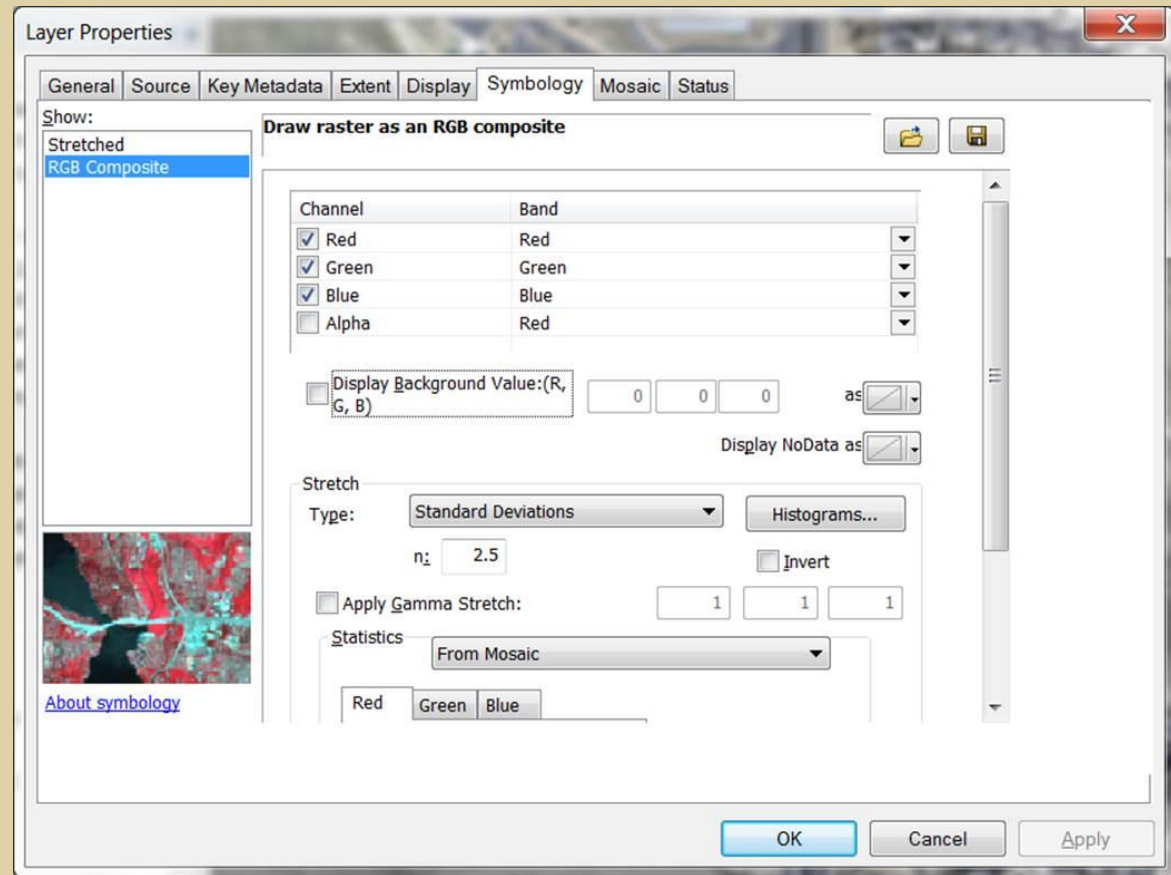 Layer Properties
X
General Source Key Metadata Extent Display Symbology Mosaic Status
Show:
Stretched
RGB Composite
Draw raster as an RGB composite
Channel Band
Red Red
Green Green
Blue Blue
Alpha Red
Display Background Value:(R,
G, B)
0 0 0 as
Display NoData as
Stretch
Type: Standard Deviations Histograms...
n: 2.5 Invert
Apply Gamma Stretch: 1 1 1
Statistics From Mosaic
Red Green Blue
About symbology
OK Cancel Apply